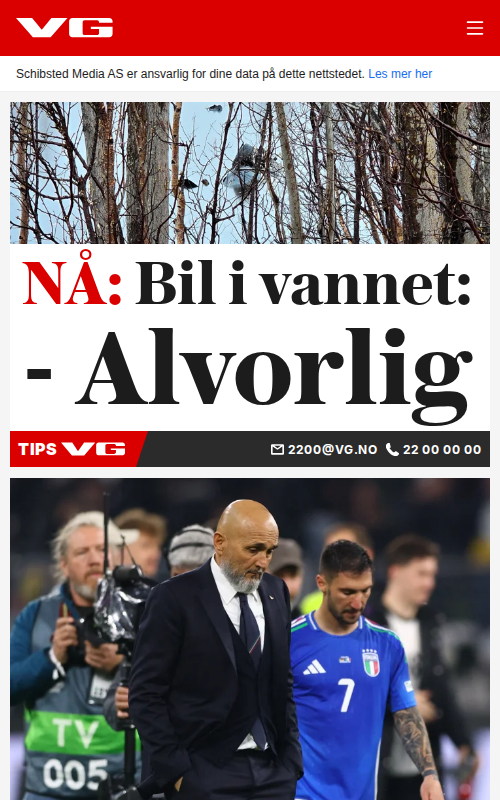 VG
Schibsted Media AS er ansvarlig for dine data på dette nettstedet. Les mer her
NÅ: Bil i vannet:
- Alvorlig
TIPS VG 2200@VG.NO 22 00 00 00
7
TV
005